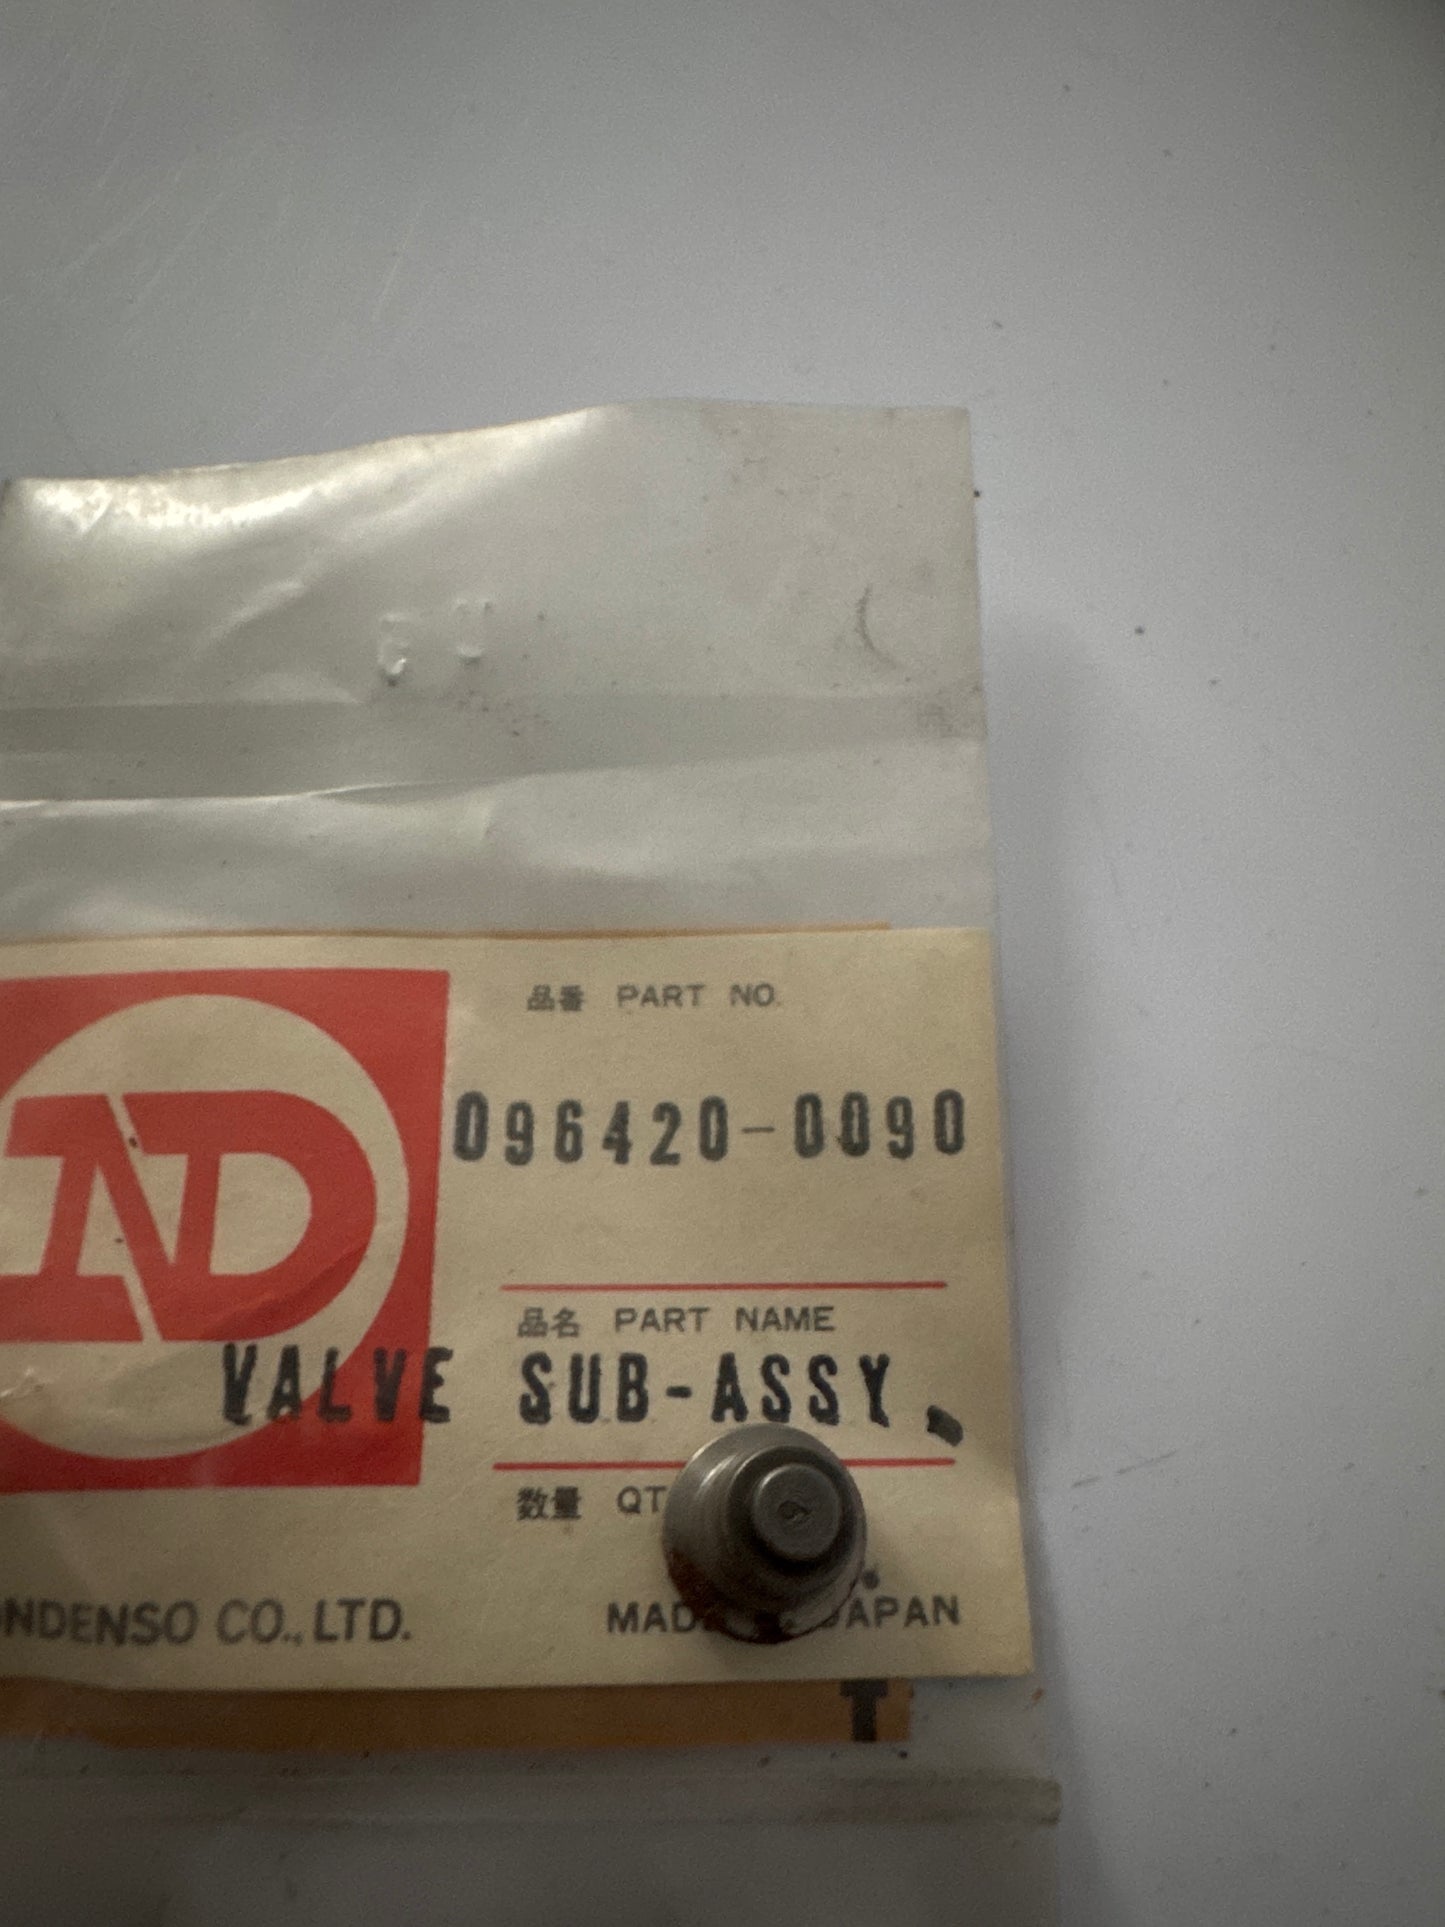 品番 PART NO.
096420-0090
ND
品名 PART NAME
VALVE SUB-ASSY.
数量
NDENSO CO., LTD.
JAPAN
T